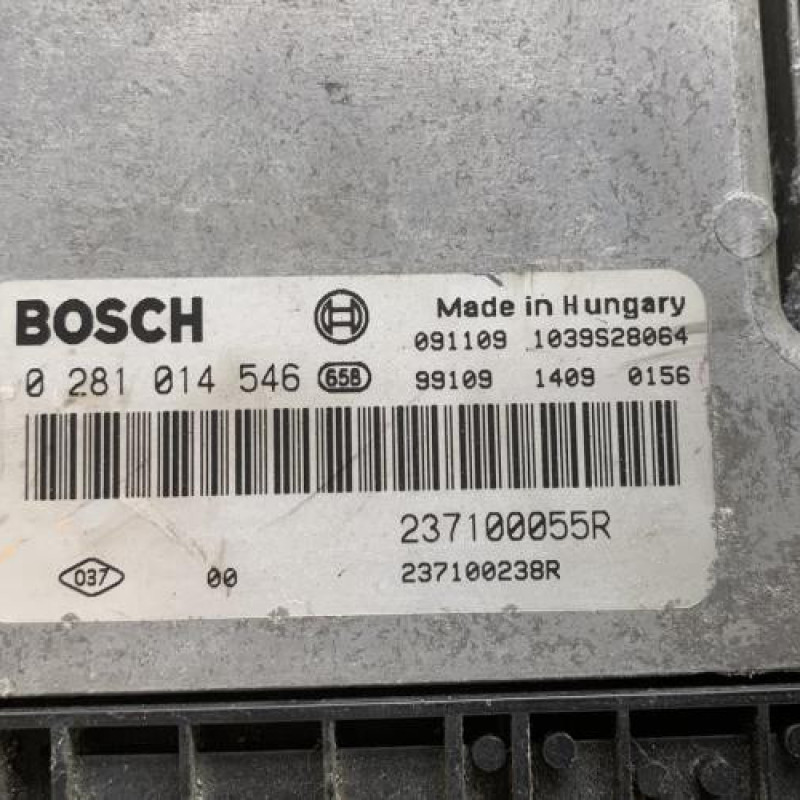 BOSCH Made in Hungary
091109 1039S28064
0 281 014 546 658 99109 1409 0156
237100055R
037 00 237100238R